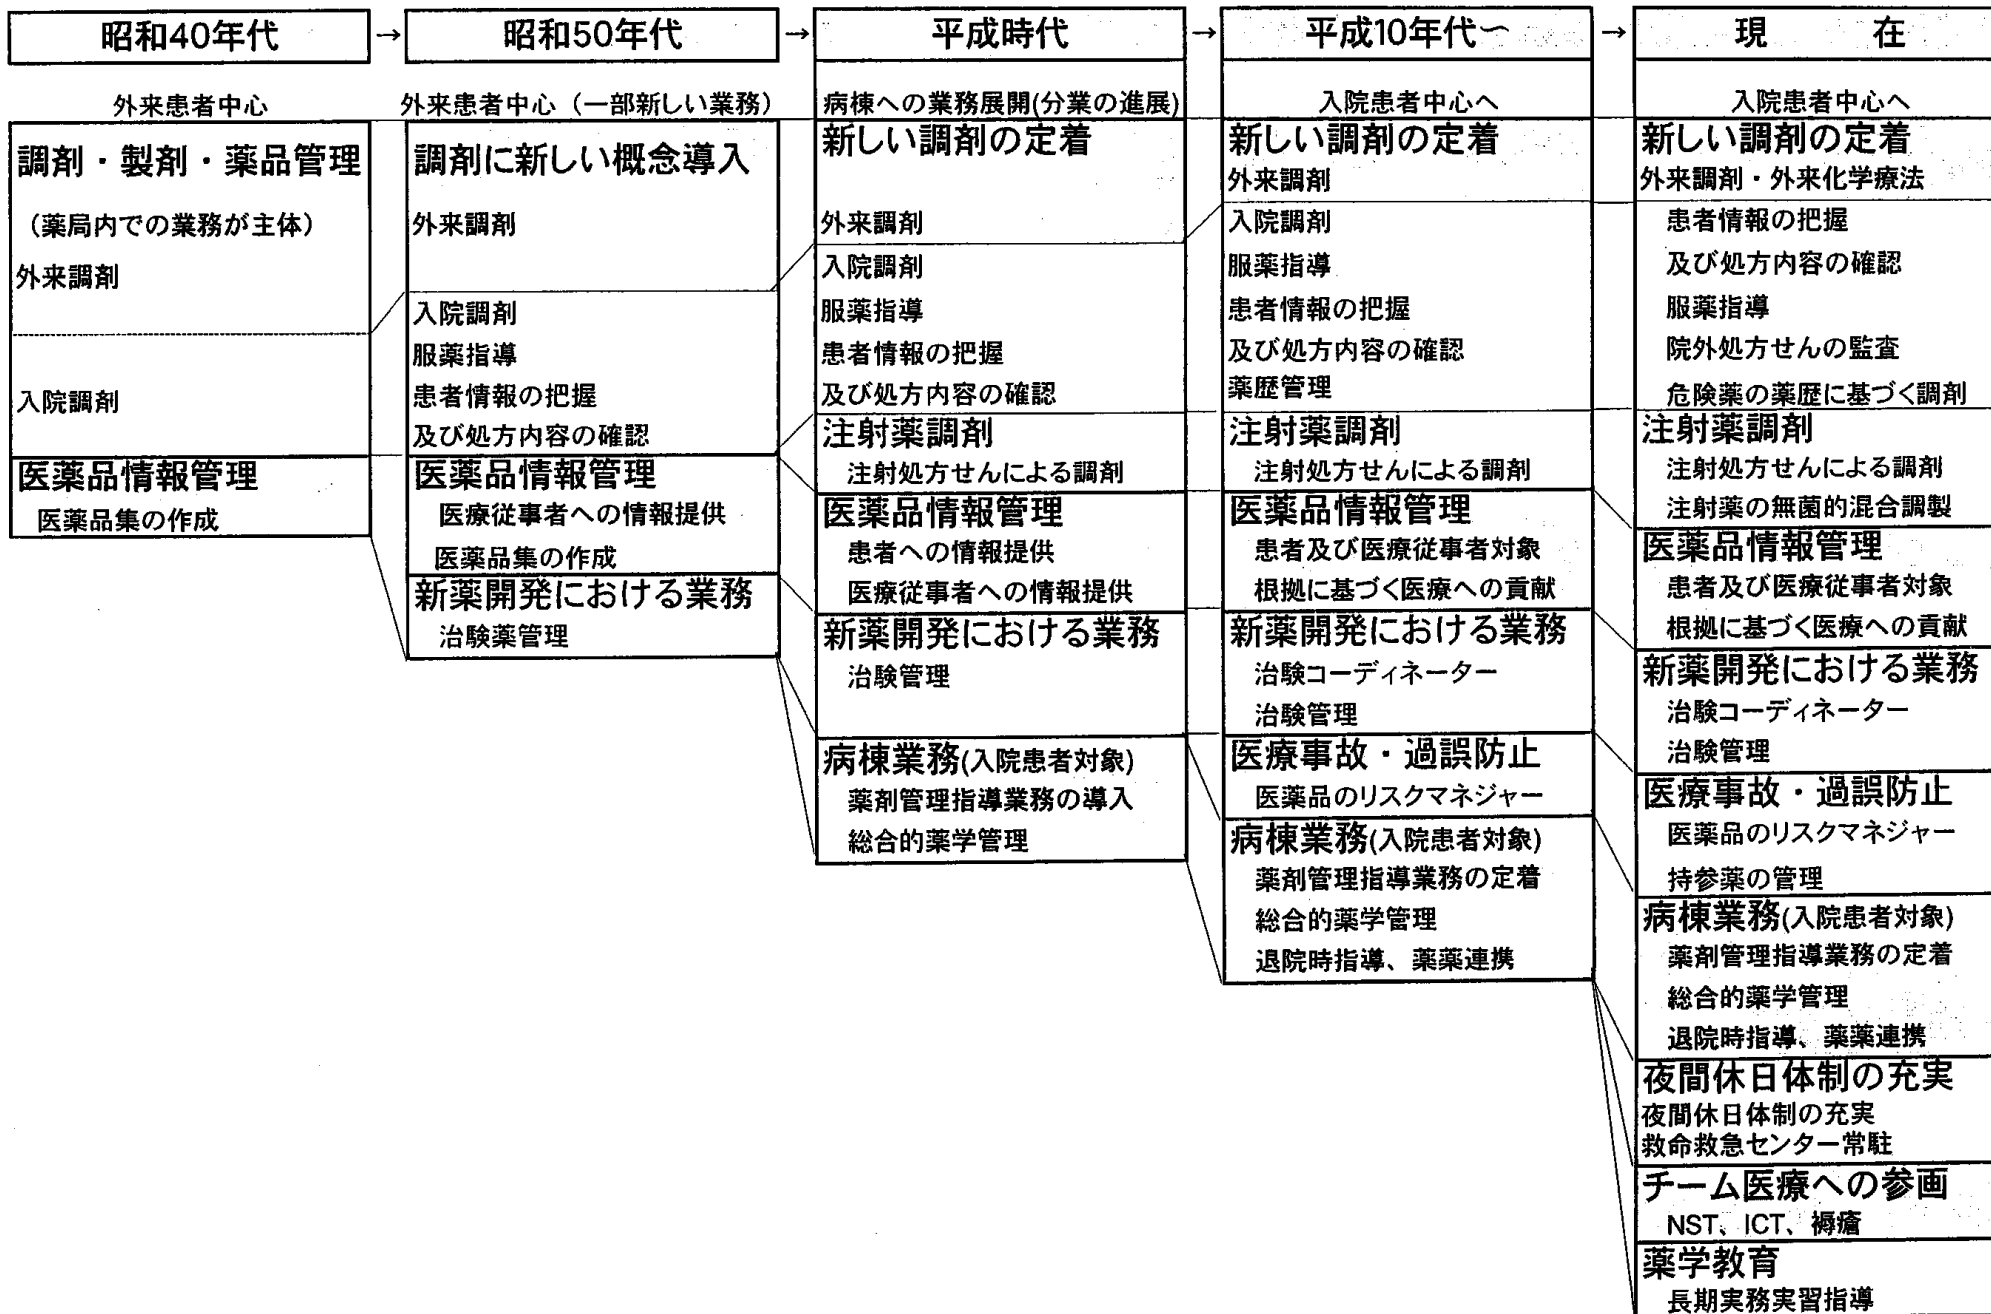 昭和40年代 → 昭和50年代 → 平成時代 → 平成10年代～ → 現 在
外来患者中心
調剤・製剤・薬品管理
（薬局内での業務が主体）
外来調剤
入院調剤
医薬品情報管理
医薬品集の作成
外来患者中心（一部新しい業務）
調剤に新しい概念導入
外来調剤
入院調剤
服薬指導
患者情報の把握
及び処方内容の確認
医薬品情報管理
医療従事者への情報提供
医薬品集の作成
新薬開発における業務
治験薬管理
病棟への業務展開(分業の進展)
新しい調剤の定着
外来調剤
入院調剤
服薬指導
患者情報の把握
及び処方内容の確認
注射薬調剤
注射処方せんによる調剤
医薬品情報管理
患者への情報提供
医療従事者への情報提供
新薬開発における業務
治験管理
病棟業務(入院患者対象)
薬剤管理指導業務の導入
総合的薬学管理
入院患者中心へ
新しい調剤の定着
外来調剤
入院調剤
服薬指導
患者情報の把握
及び処方内容の確認
薬歴管理
注射薬調剤
注射処方せんによる調剤
医薬品情報管理
患者及び医療従事者対象
根拠に基づく医療への貢献
新薬開発における業務
治験コーディネーター
治験管理
医療事故・過誤防止
医薬品のリスクマネジャー
病棟業務(入院患者対象)
薬剤管理指導業務の定着
総合的薬学管理
退院時指導、薬薬連携
入院患者中心へ
新しい調剤の定着
外来調剤・外来化学療法
患者情報の把握
及び処方内容の確認
服薬指導
院外処方せんの監査
危険薬の薬歴に基づく調剤
注射薬調剤
注射処方せんによる調剤
注射薬の無菌的混合調製
医薬品情報管理
患者及び医療従事者対象
根拠に基づく医療への貢献
新薬開発における業務
治験コーディネーター
治験管理
医療事故・過誤防止
医薬品のリスクマネジャー
持参薬の管理
病棟業務(入院患者対象)
薬剤管理指導業務の定着
総合的薬学管理
退院時指導、薬薬連携
夜間休日体制の充実
夜間休日体制の充実
救命救急センター常駐
チーム医療への参画
NST、ICT、褥瘡
薬学教育
長期実務実習指導